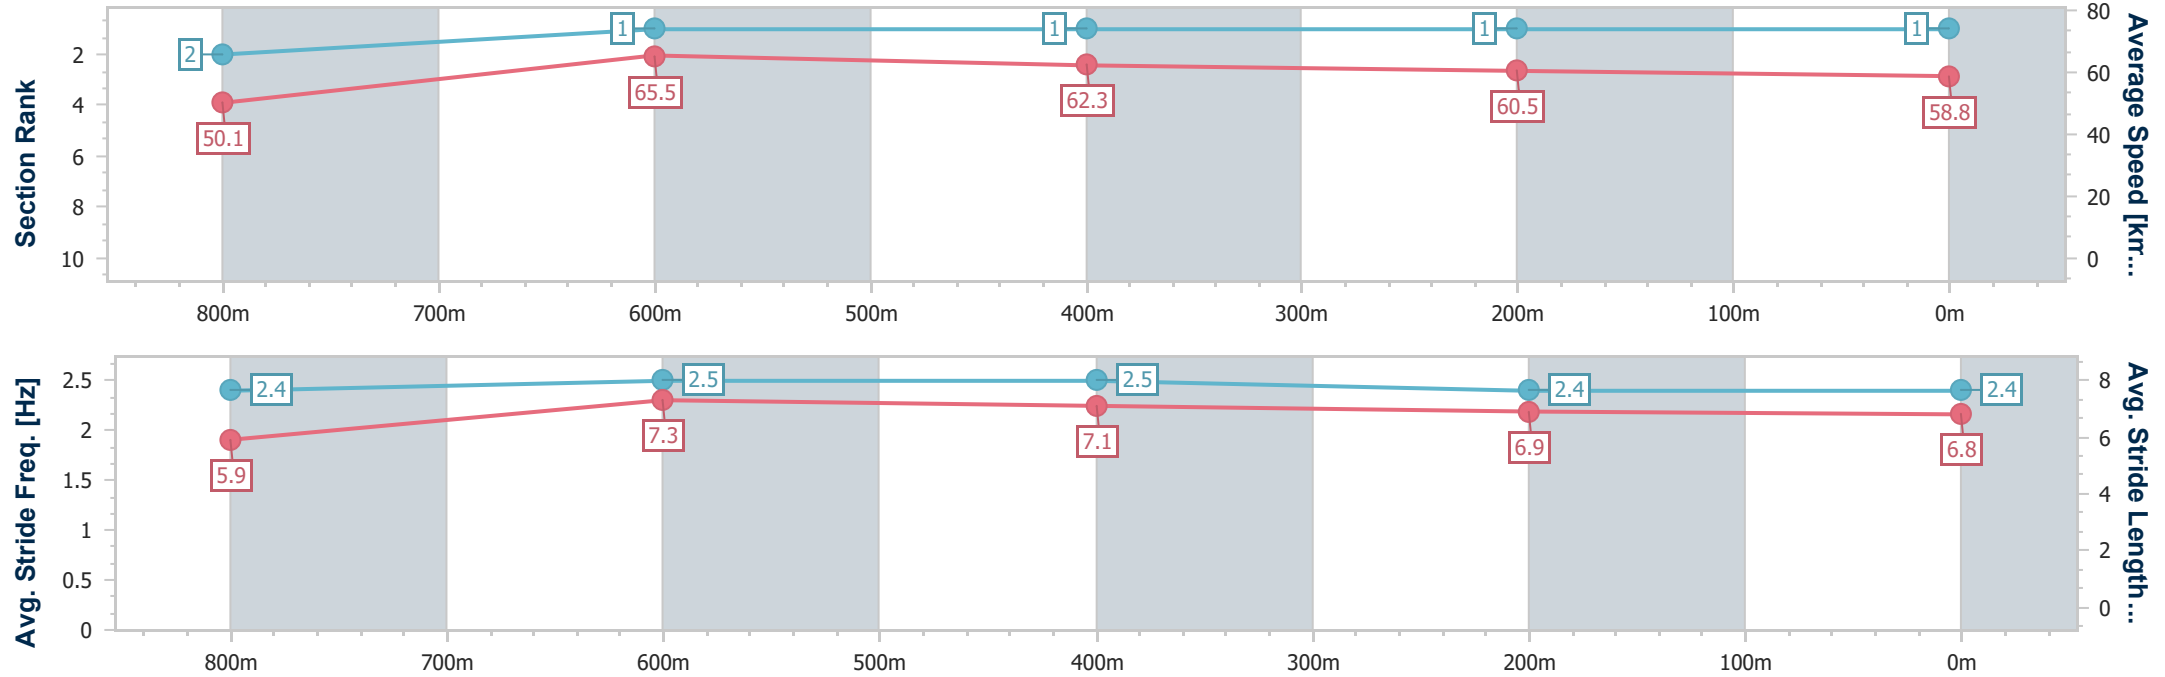 Section Rank
2
4
6
8
10
2
1
1
1
1
50.1
65.5
62.3
60.5
58.8
80
60
40
20
0
Average Speed [km...
800m
700m
600m
500m
400m
300m
200m
100m
0m
Avg. Stride Freq. [Hz]
2.5
2
1.5
1
0.5
0
2.4
2.5
2.5
2.4
2.4
5.9
7.3
7.1
6.9
6.8
8
6
4
2
0
Avg. Stride Length...
800m
700m
600m
500m
400m
300m
200m
100m
0m